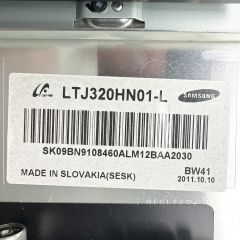 LTJ320HN01-L
SAMSUNG
SK09BN9108460ALM12BAA2030
MADE IN SLOVAKIA(SESK)
BW41
2011.10.10